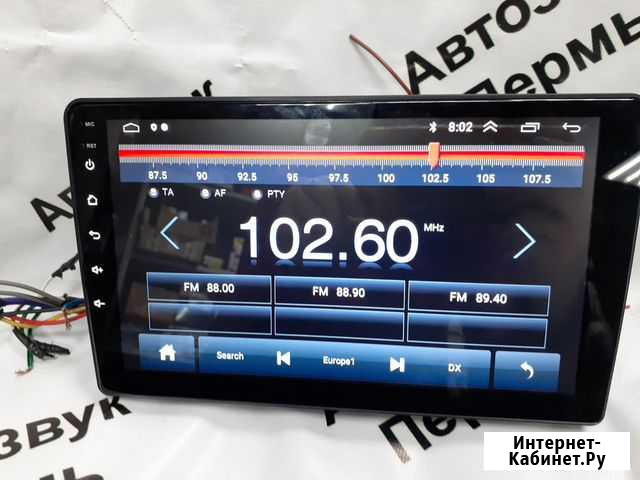 Автозвук
Пермь
MIC
RST
8:02
87.5 90 92.5 95 97.5 100 102.5 105 107.5
TA AF PTY
102.60 MHz
FM 88.00 FM 88.90 FM 89.40
Search Europe1 DX
звук
Интернет-
Кабинет.Ру